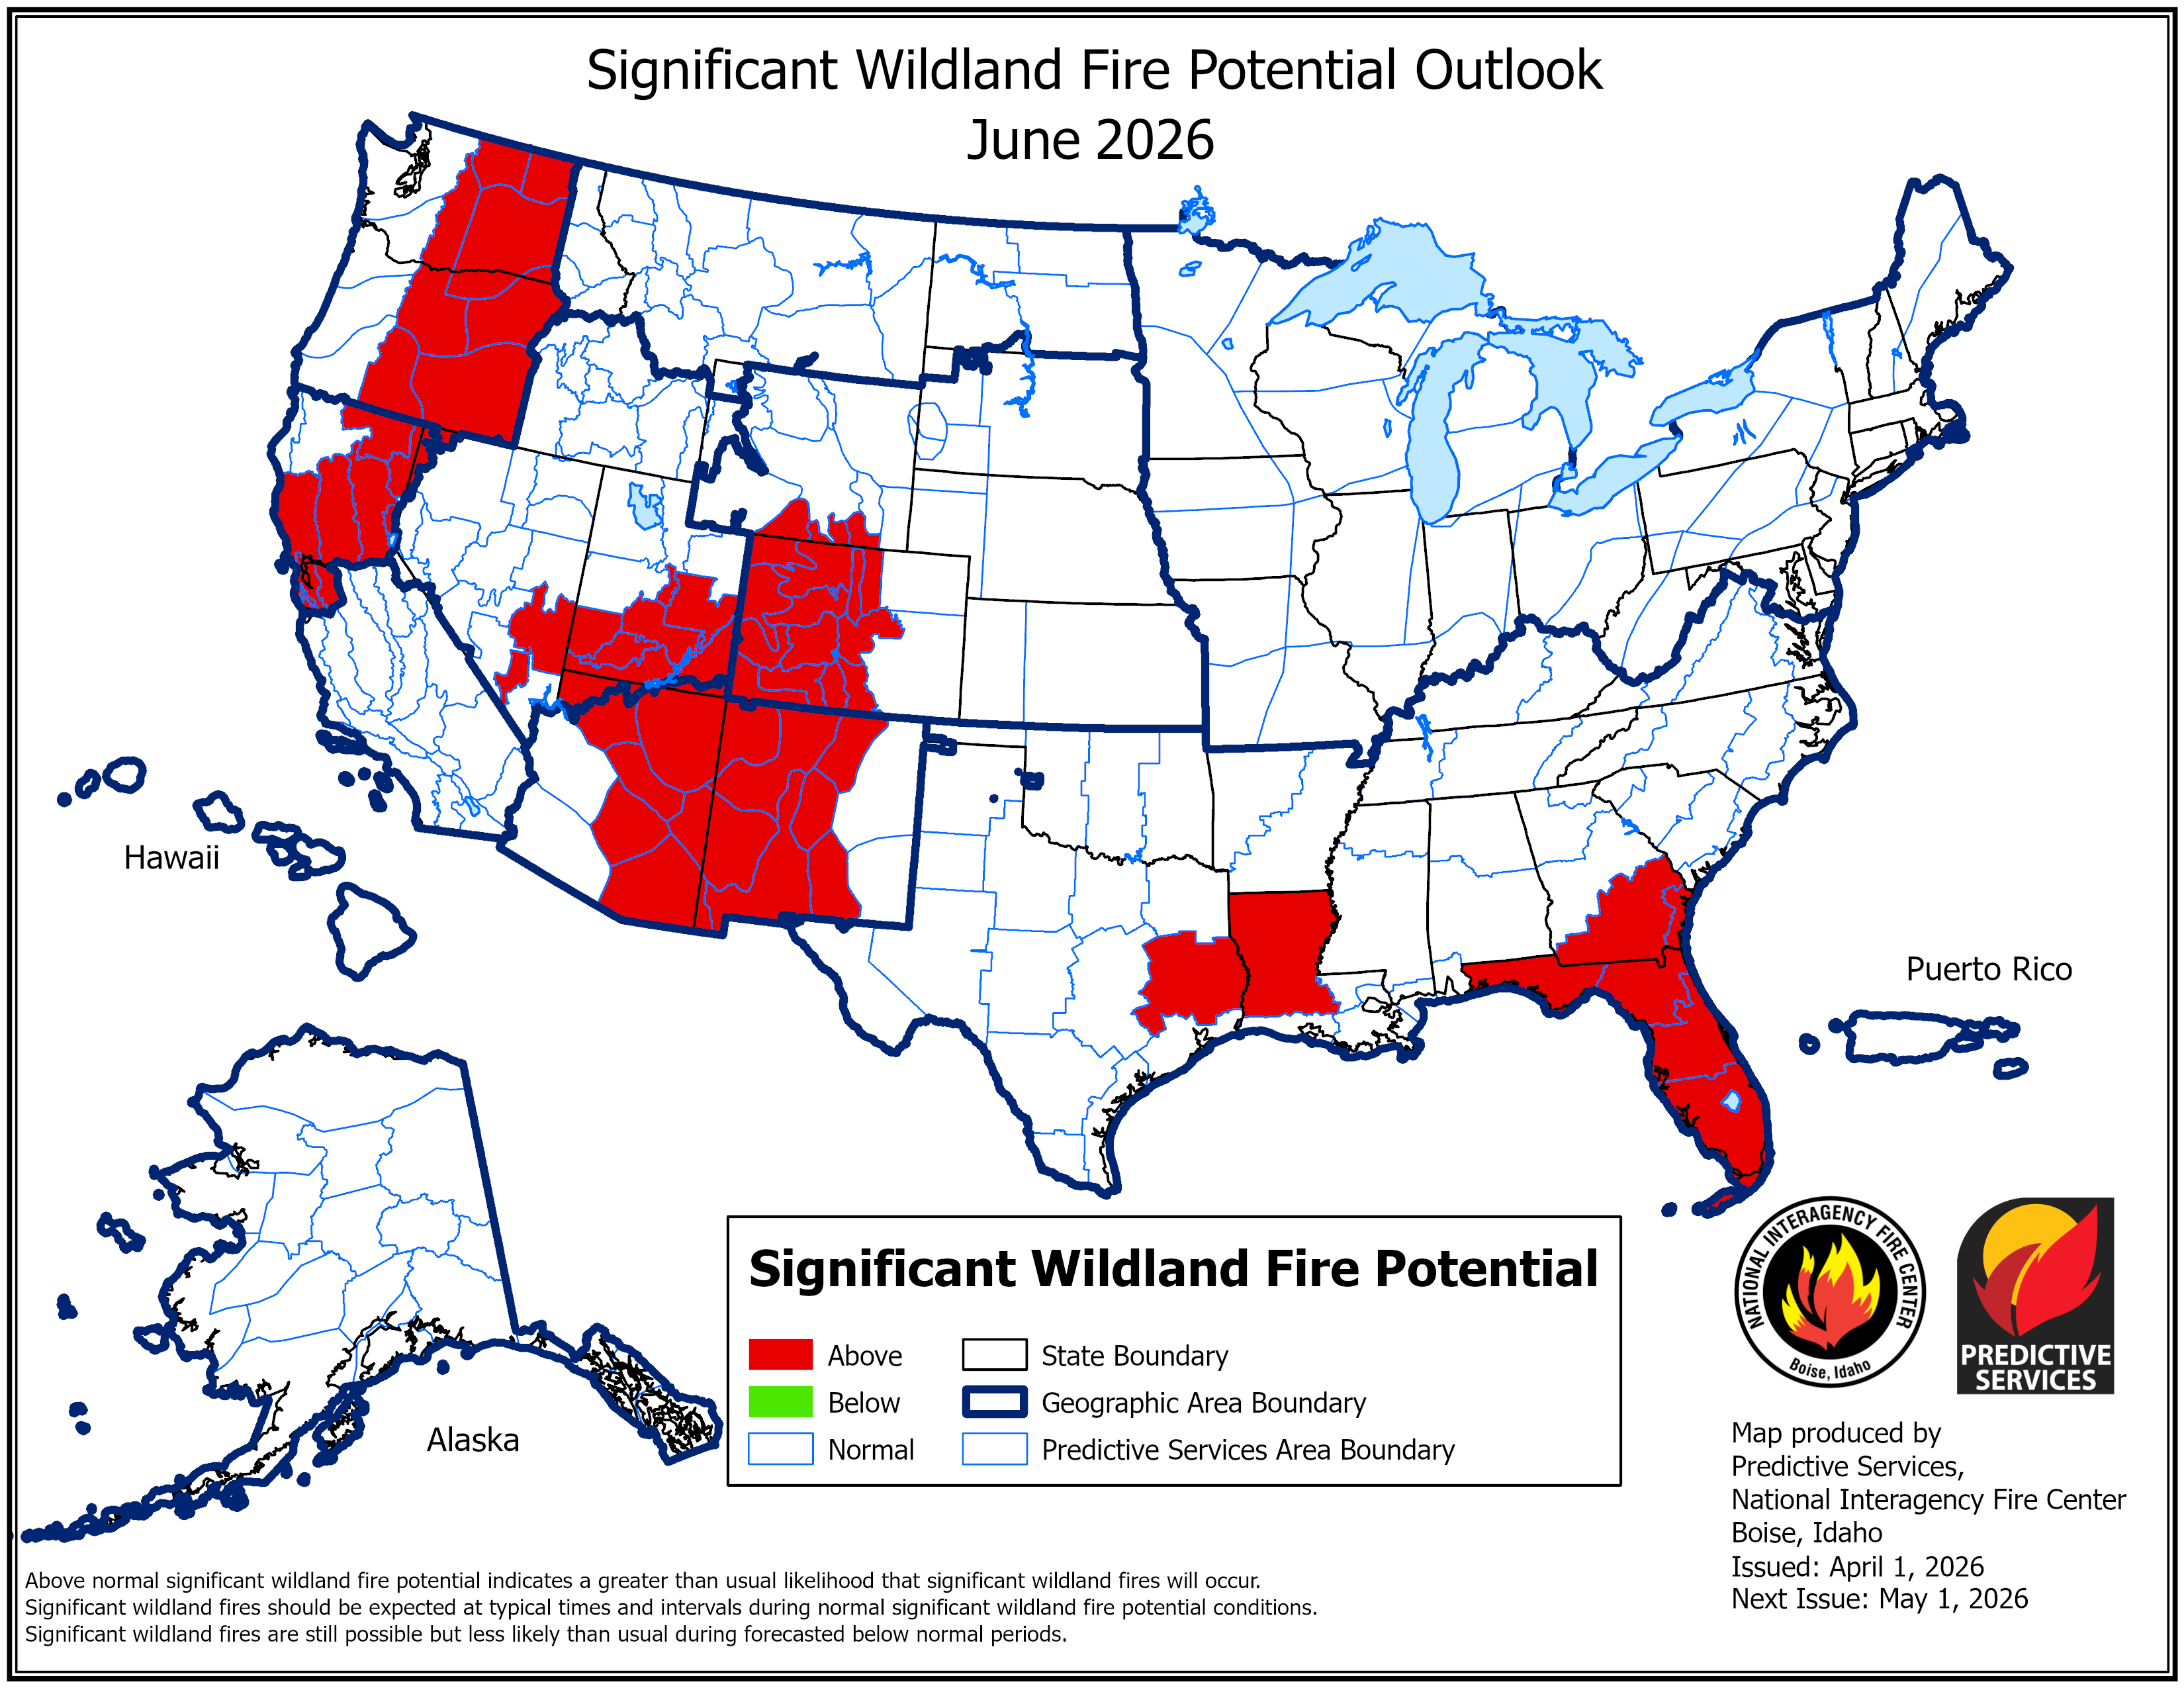 Significant Wildland Fire Potential Outlook
June 2026
Hawaii
Puerto Rico
Alaska
Significant Wildland Fire Potential
Above
Below
Normal
State Boundary
Geographic Area Boundary
Predictive Services Area Boundary
NATIONAL INTERAGENCY FIRE CENTER
Boise, Idaho
PREDICTIVE
SERVICES
Map produced by
Predictive Services,
National Interagency Fire Center
Boise, Idaho
Issued: April 1, 2026
Next Issue: May 1, 2026
Above normal significant wildland fire potential indicates a greater than usual likelihood that significant wildland fires will occur.
Significant wildland fires should be expected at typical times and intervals during normal significant wildland fire potential conditions.
Significant wildland fires are still possible but less likely than usual during forecasted below normal periods.